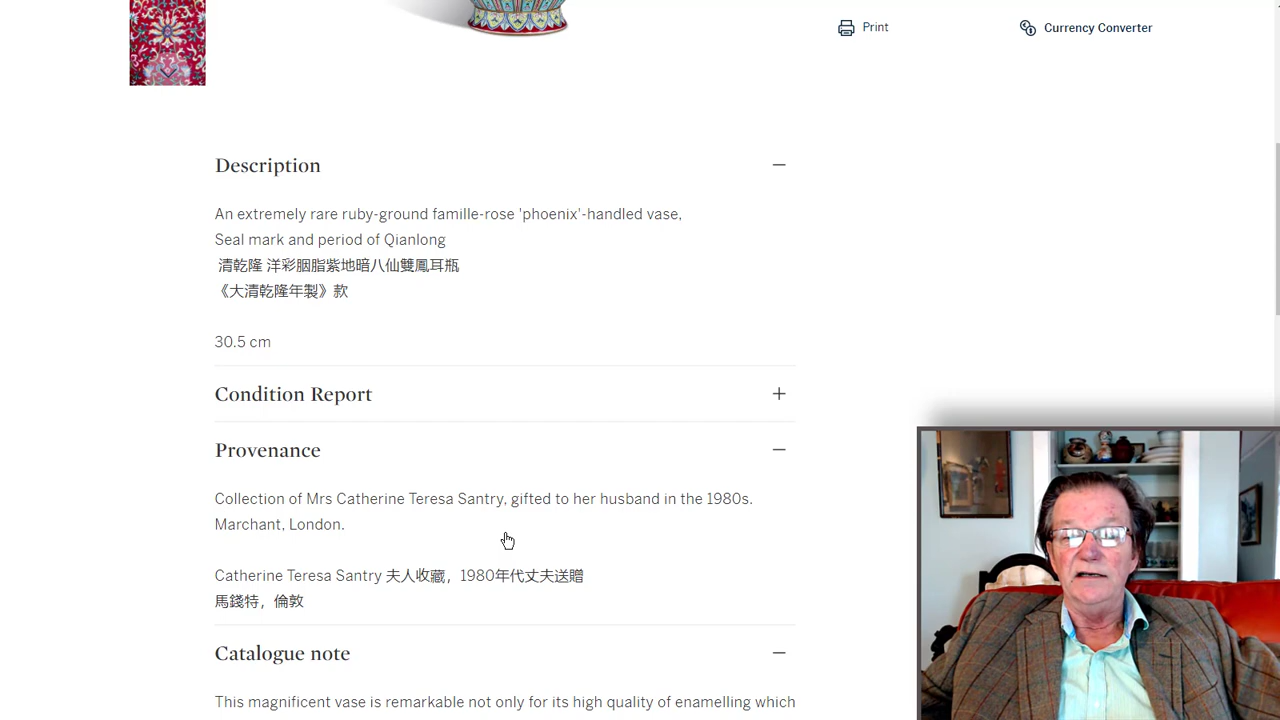 Print
Currency Converter
Description
An extremely rare ruby-ground famille-rose 'phoenix'-handled vase,
Seal mark and period of Qianlong
清乾隆 洋彩胭脂紫地暗八仙雙鳳耳瓶
《大清乾隆年製》款
30.5 cm
Condition Report
Provenance
Collection of Mrs Catherine Teresa Santry, gifted to her husband in the 1980s.
Marchant, London.
Catherine Teresa Santry 夫人收藏，1980年代丈夫送贈
馬錢特，倫敦
Catalogue note
This magnificent vase is remarkable not only for its high quality of enamelling which